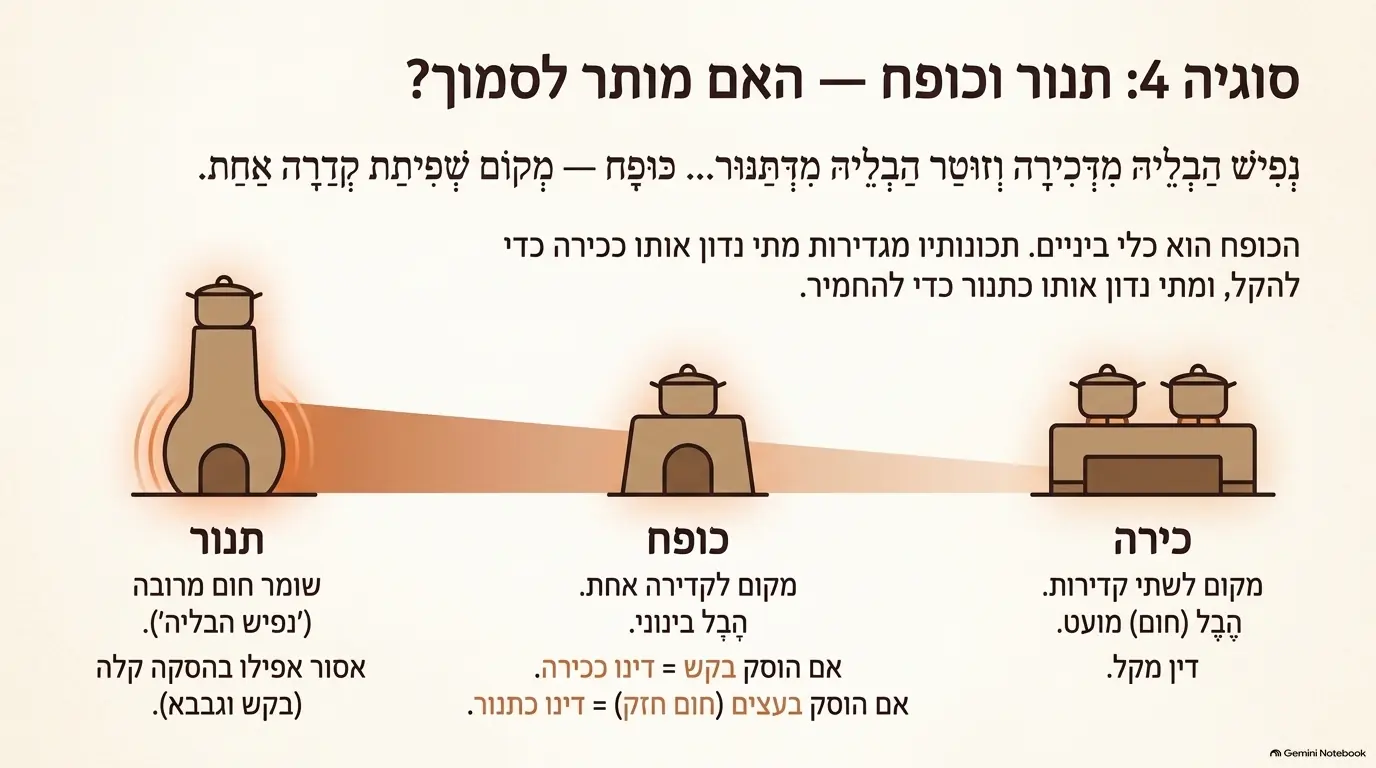 סוגיה 4: תנור וכופח — האם מותר לסמוך?
נְפִישׁ הַבְלֵיהּ מִדְּכִירָה וְזוּטַר הַבְלֵיהּ מִדְּתַּנּוּר... כּוּפָח — מְקוֹם שְׁפִיתַת קְדֵרָה אַחַת.
הכופח הוא כלי ביניים. תכונותיו מגדירות מתי נדון אותו ככירה כדי
להקל, ומתי נדון אותו כתנור כדי להחמיר.
כירה
מקום לשתי קדירות.
הֶבֶל (חום) מועט.
דין מקל.
כופח
מקום לקדירה אחת.
הָבְל בינוני.
אם הוסק בקש = דינו ככירה.
אם הוסק בעצים (חום חזק) = דינו כתנור.
תנור
שומר חום מרובה
('נפיש הבליה').
אסור אפילו בהסקה קלה
(בקש וגבבא).
Gemini Notebook